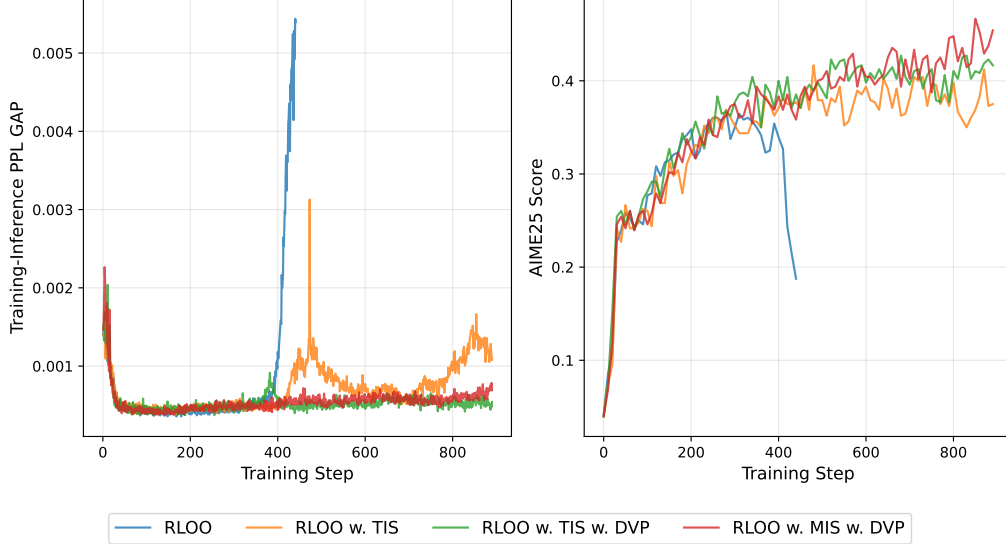 Training-Inference PPL GAP
0.005
0.004
0.003
0.002
0.001
0 200 400 600 800
Training Step
AIME25 Score
0.4
0.3
0.2
0.1
0 200 400 600 800
Training Step
RLOO RLOO w. TIS RLOO w. TIS w. DVP RLOO w. MIS w. DVP